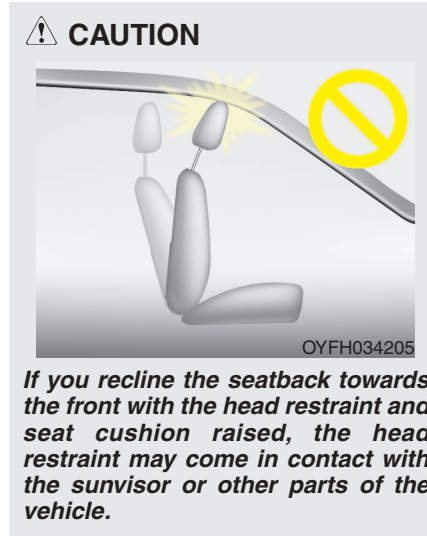 CAUTION
OYFH034205
If you recline the seatback towards
the front with the head restraint and
seat cushion raised, the head
restraint may come in contact with
the sunvisor or other parts of the
vehicle.